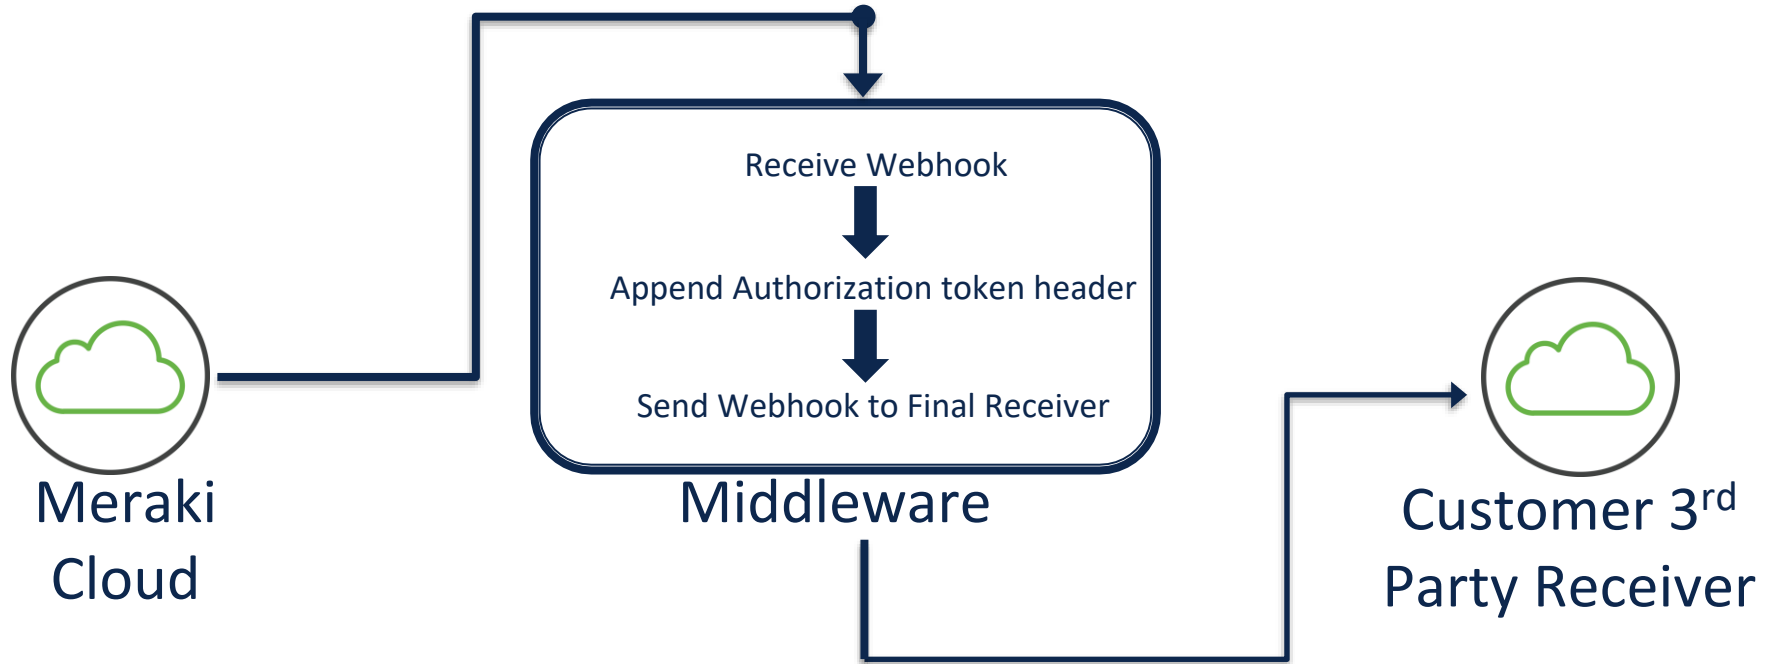 Receive Webhook
Append Authorization token header
Send Webhook to Final Receiver
Meraki
Cloud
Middleware
Customer 3rd
Party Receiver